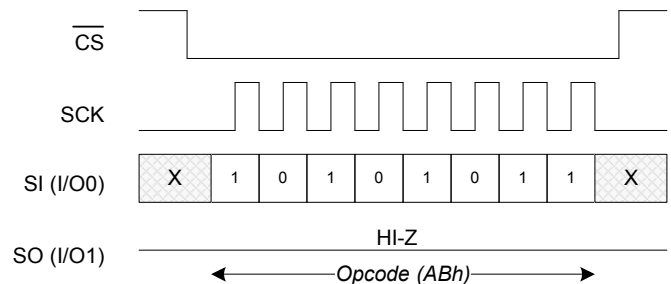 CS
SCK
SI (I/O0) X 1 0 1 0 1 0 1 1 X
HI-Z
SO (I/O1)
Opcode (ABh)